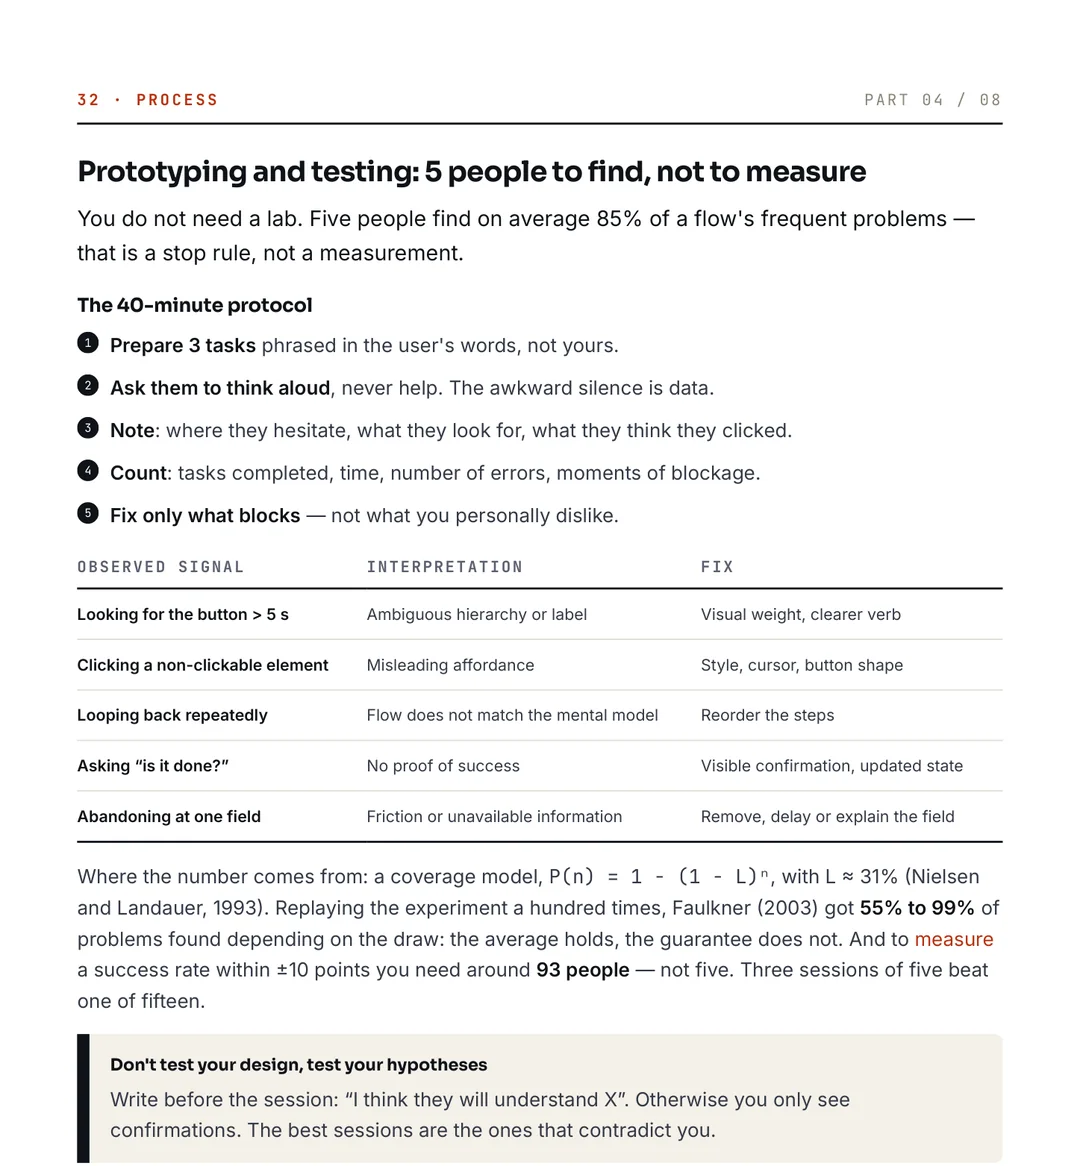 32 · PROCESS
PART 04 / 08
Prototyping and testing: 5 people to find, not to measure
You do not need a lab. Five people find on average 85% of a flow's frequent problems —
that is a stop rule, not a measurement.
The 40-minute protocol
1 Prepare 3 tasks phrased in the user's words, not yours.
2 Ask them to think aloud, never help. The awkward silence is data.
3 Note: where they hesitate, what they look for, what they think they clicked.
4 Count: tasks completed, time, number of errors, moments of blockage.
5 Fix only what blocks — not what you personally dislike.
OBSERVED SIGNAL INTERPRETATION FIX
Looking for the button > 5 s Ambiguous hierarchy or label Visual weight, clearer verb
Clicking a non-clickable element Misleading affordance Style, cursor, button shape
Looping back repeatedly Flow does not match the mental model Reorder the steps
Asking “is it done?” No proof of success Visible confirmation, updated state
Abandoning at one field Friction or unavailable information Remove, delay or explain the field
Where the number comes from: a coverage model, P(n) = 1 - (1 - L)ⁿ, with L ≈ 31% (Nielsen
and Landauer, 1993). Replaying the experiment a hundred times, Faulkner (2003) got 55% to 99% of
problems found depending on the draw: the average holds, the guarantee does not. And to measure
a success rate within ±10 points you need around 93 people — not five. Three sessions of five beat
one of fifteen.
Don't test your design, test your hypotheses
Write before the session: “I think they will understand X”. Otherwise you only see
confirmations. The best sessions are the ones that contradict you.